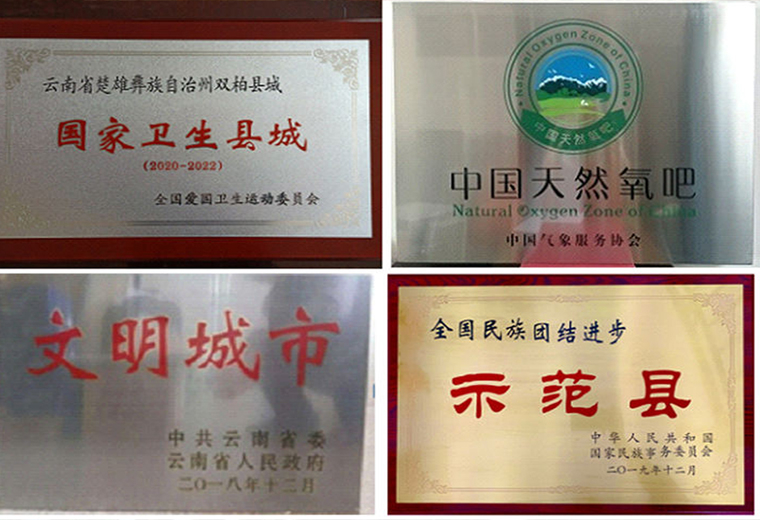 云南省楚雄彝族自治州双柏县城
国家卫生县城
(2020-2022)
全国爱国卫生运动委员会
Natural Oxygen Zone of China
中国天然氧吧
中国天然氧吧
Natural Oxygen Zone of China
中国气象服务协会
文明城市
中共云南省委
云南省人民政府
二〇一八年十二月
全国民族团结进步
示范县
中华人民共和国
国家民族事务委员会
二〇一九年十二月